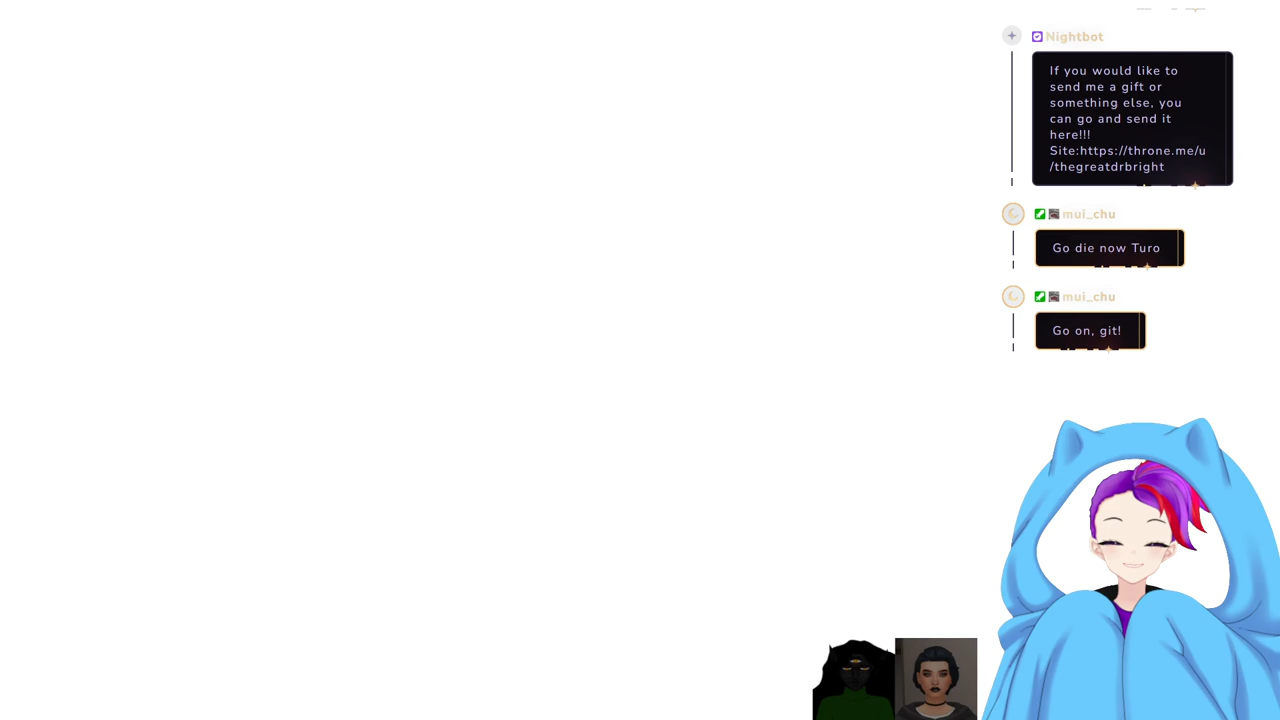 Nightbot
If you would like to
send me a gift or
something else, you
can go and send it
here!!!
Site:https://throne.me/u
/thegreatdrbright
mui_chu
Go die now Turo
mui_chu
Go on, git!